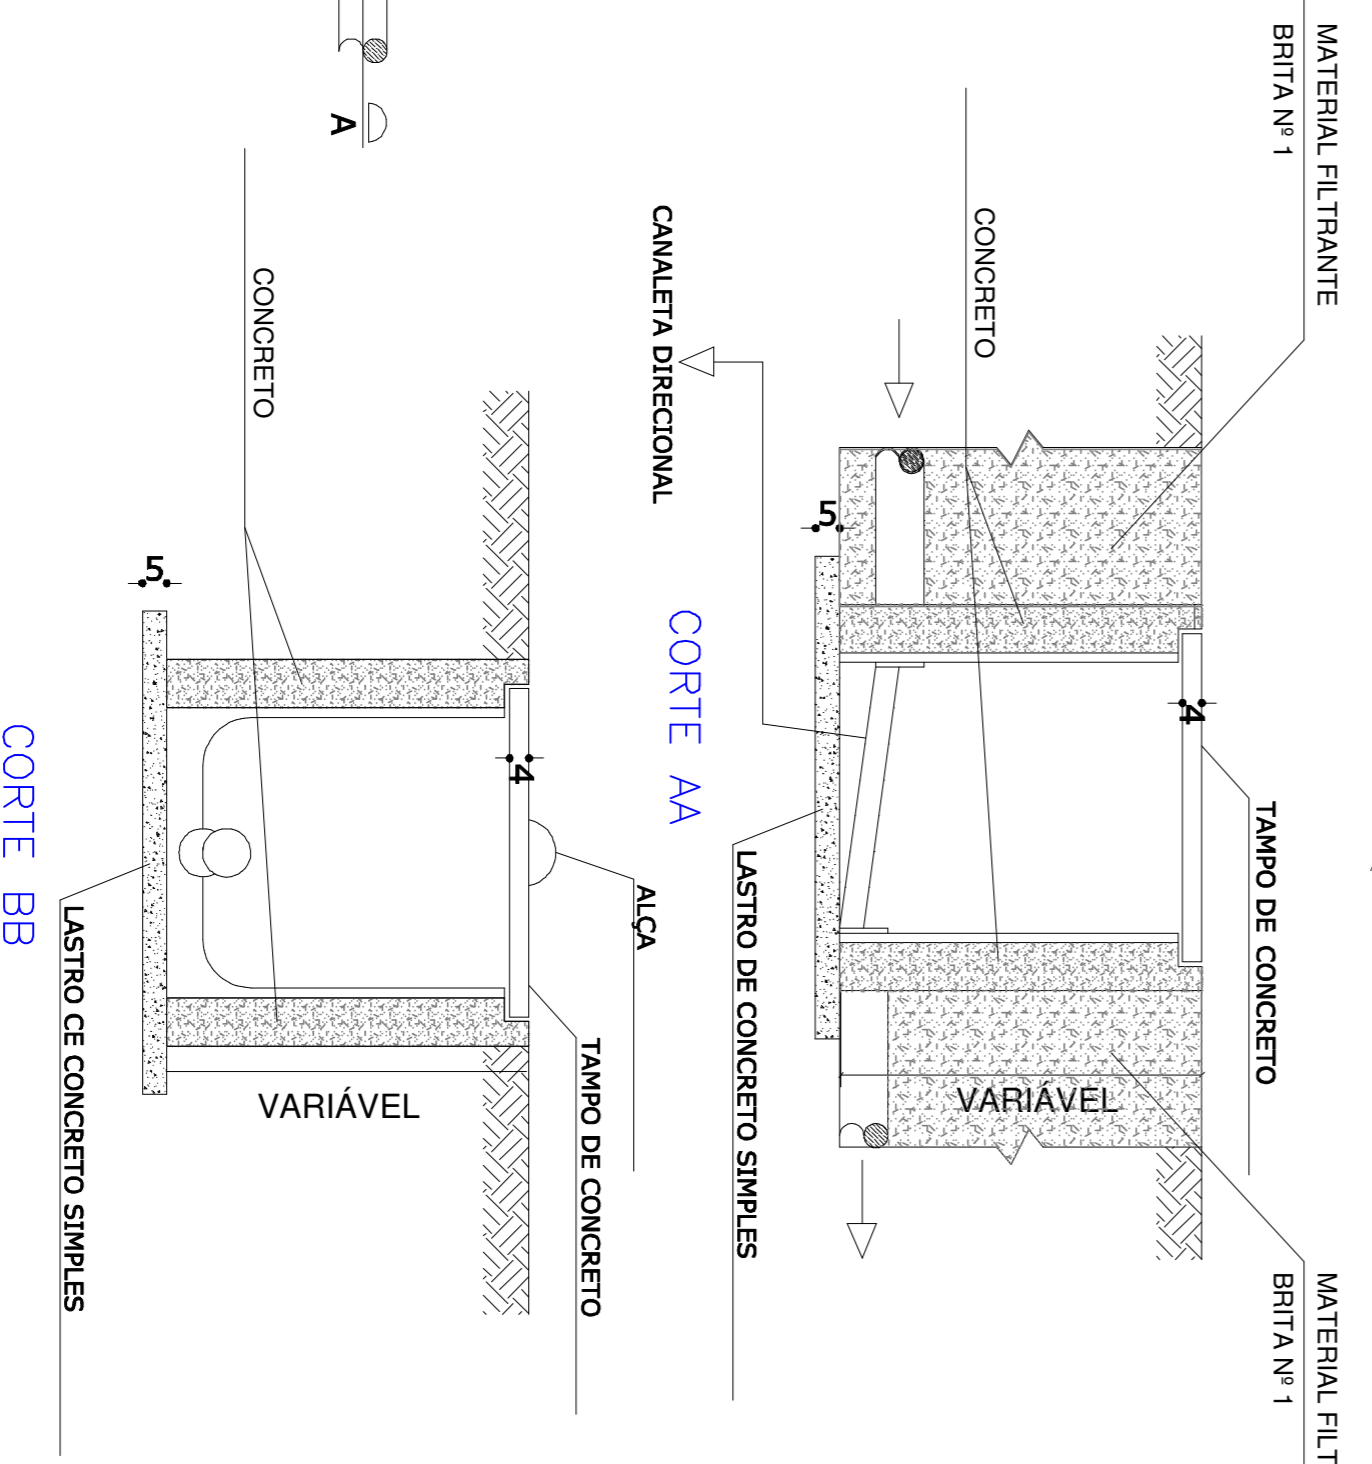 MATERIAL FILTRANTE
BRITA Nº 1
MATERIAL FILT
BRITA Nº 1
TAMPO DE CONCRETO
CONCRETO
4
VARIÁVEL
5
LASTRO DE CONCRETO SIMPLES
CANALETA DIRECIONAL
CORTE AA
ALÇA
TAMPO DE CONCRETO
4
A
CONCRETO
VARIÁVEL
5
LASTRO CE CONCRETO SIMPLES
CORTE BB